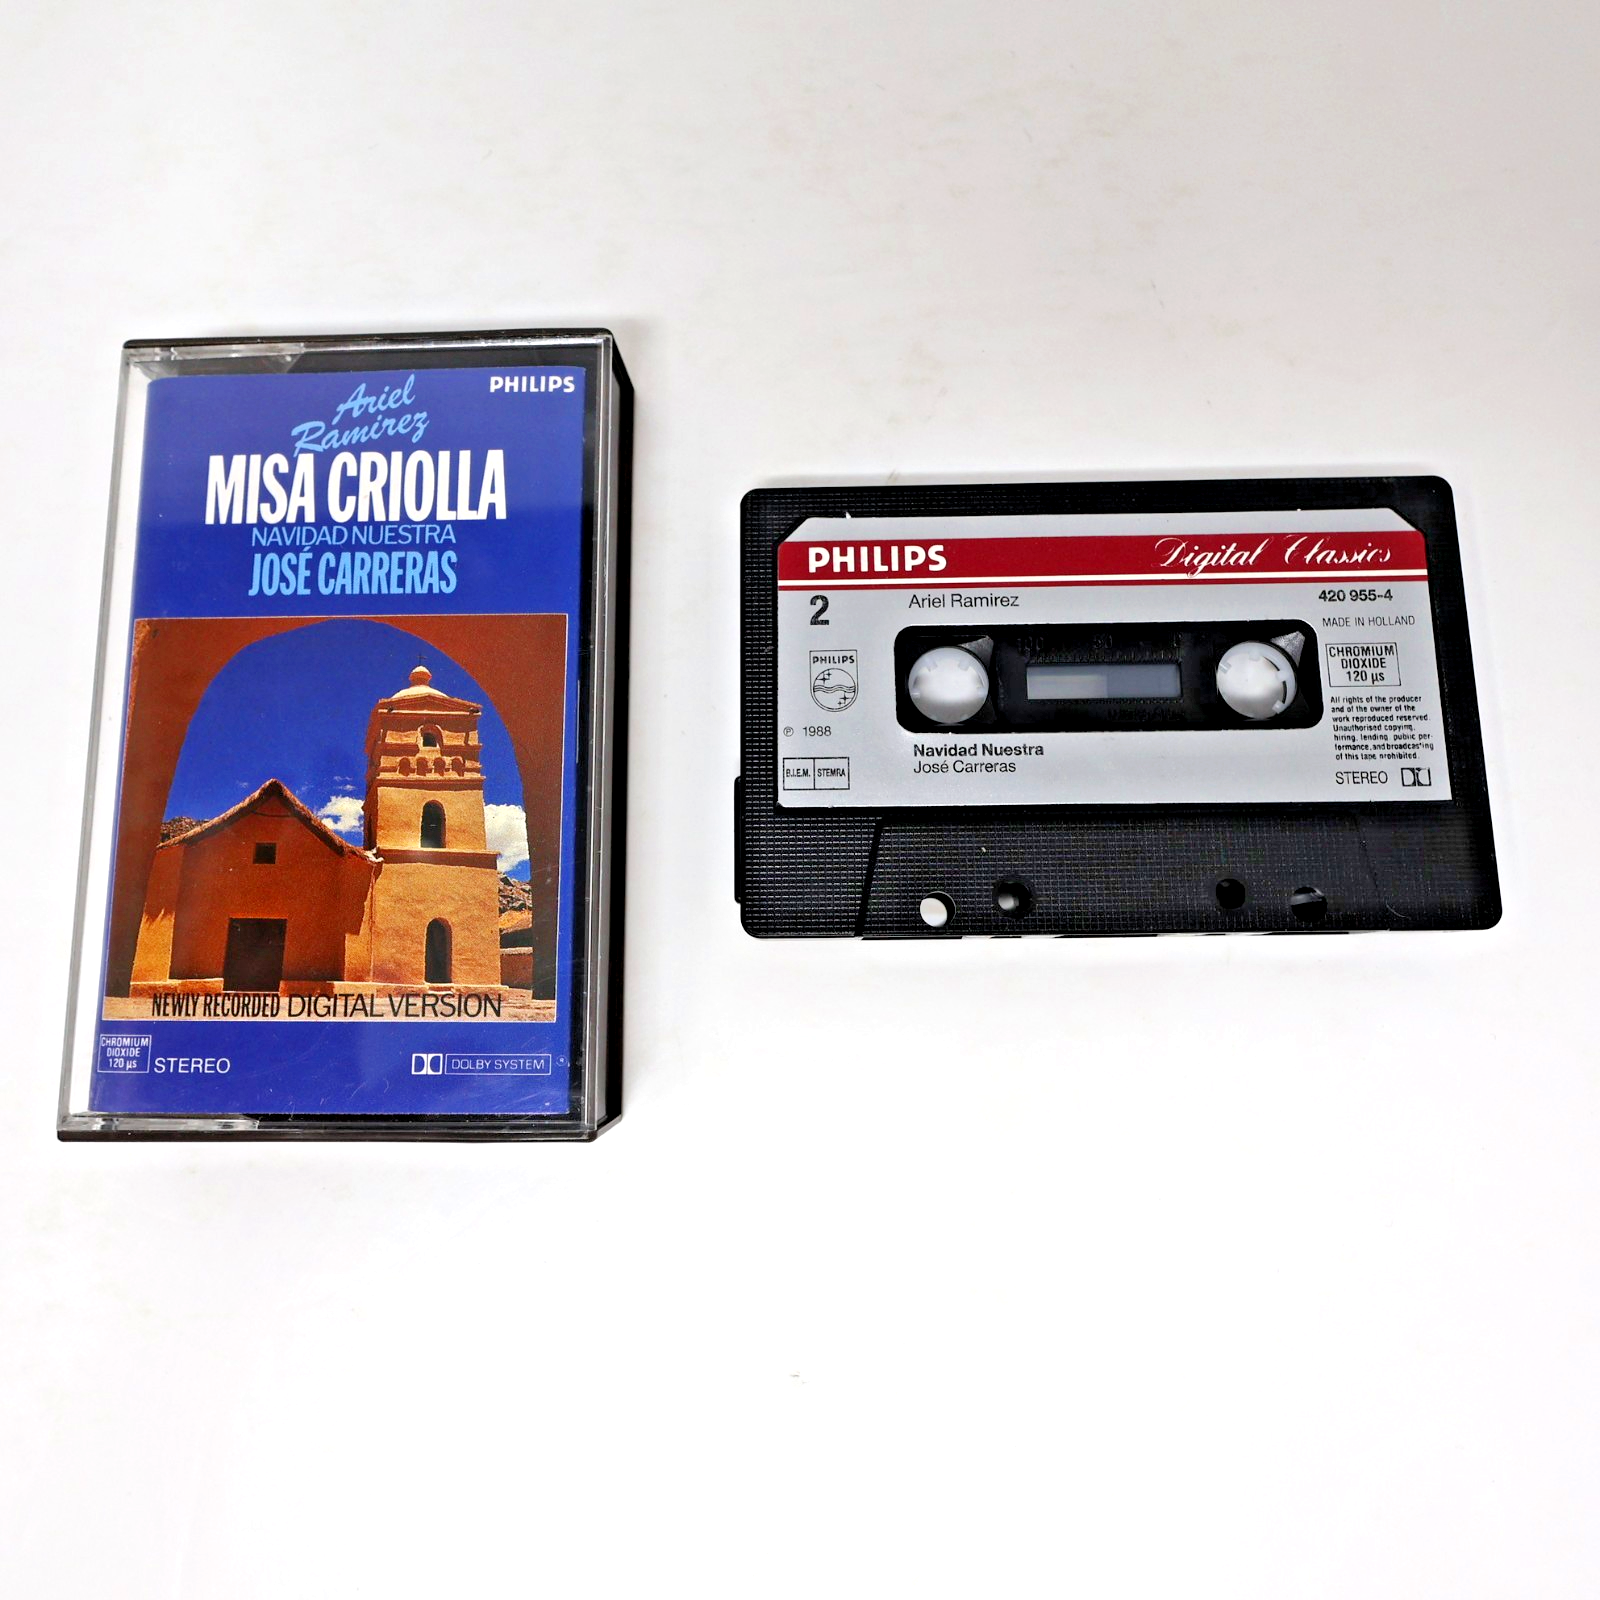 Ariel
Ramirez
PHILIPS
MISA CRIOLLA
NAVIDAD NUESTRA
JOSÉ CARRERAS
NEWLY RECORDED DIGITAL VERSION
CHROMIUM
DIOXIDE
120 µs
STEREO
DOLBY SYSTEM
PHILIPS
Digital Classics
2
Ariel Ramirez
420 955-4
MADE IN HOLLAND
PHILIPS
100 50 0
CHROMIUM
DIOXIDE
120 µs
All rights of the producer
and of the owner of the
work reproduced reserved.
Unauthorised copying,
hiring, lending, public per-
formance, and broadcasting
of this tape prohibited.
℗ 1988
Navidad Nuestra
José Carreras
B.I.E.M. STEMRA
STEREO